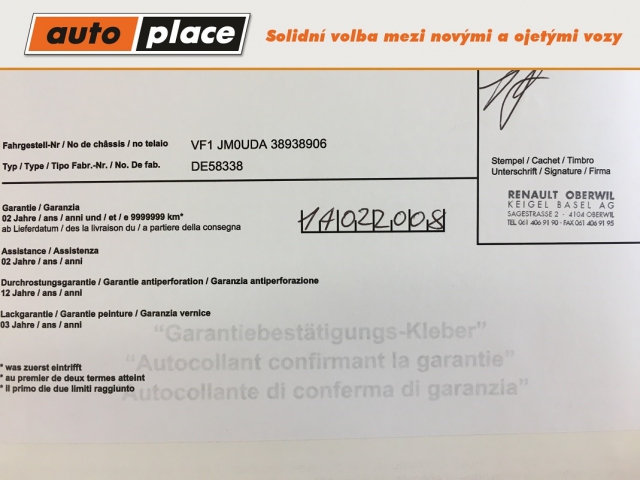 auto place
Solidní volba mezi novými a ojetými vozy
Fahrgestell-Nr / No de châssis / no telaio VF1 JM0UDA 38938906
Typ / Type / Tipo Fabr.-Nr. / No. De fab. DE58338
Stempel / Cachet / Timbro
Unterschrift / Signature / Firma
RENAULT OBERWIL
KEIGEL BASEL AG
SAGESTRASSE 2 - 4104 OBERWIL
TEL 061 406 91 90 - FAX 061 406 91 95
Garantie / Garanzia
02 Jahre / ans / anni und / et / e 9999999 km*
ab Lieferdatum / des la livraison du / a partiere della consegna
Assistance / Assistenza
02 Jahre / ans / anni
Durchrostungsgarantie / Garantie antiperforation / Garanzia antiperforazione
12 Jahre / ans / anni
Lackgarantie / Garantie peinture / Garanzia vernice
03 Jahre / ans / anni
“Garantiebestätigungs-Kleber”
“Autocollant confirmant la garantie”
“Autocollante di conferma di garanzia”
* was zuerst eintrifft
* au premier de deux termes atteint
* il primo die due limiti raggiunto